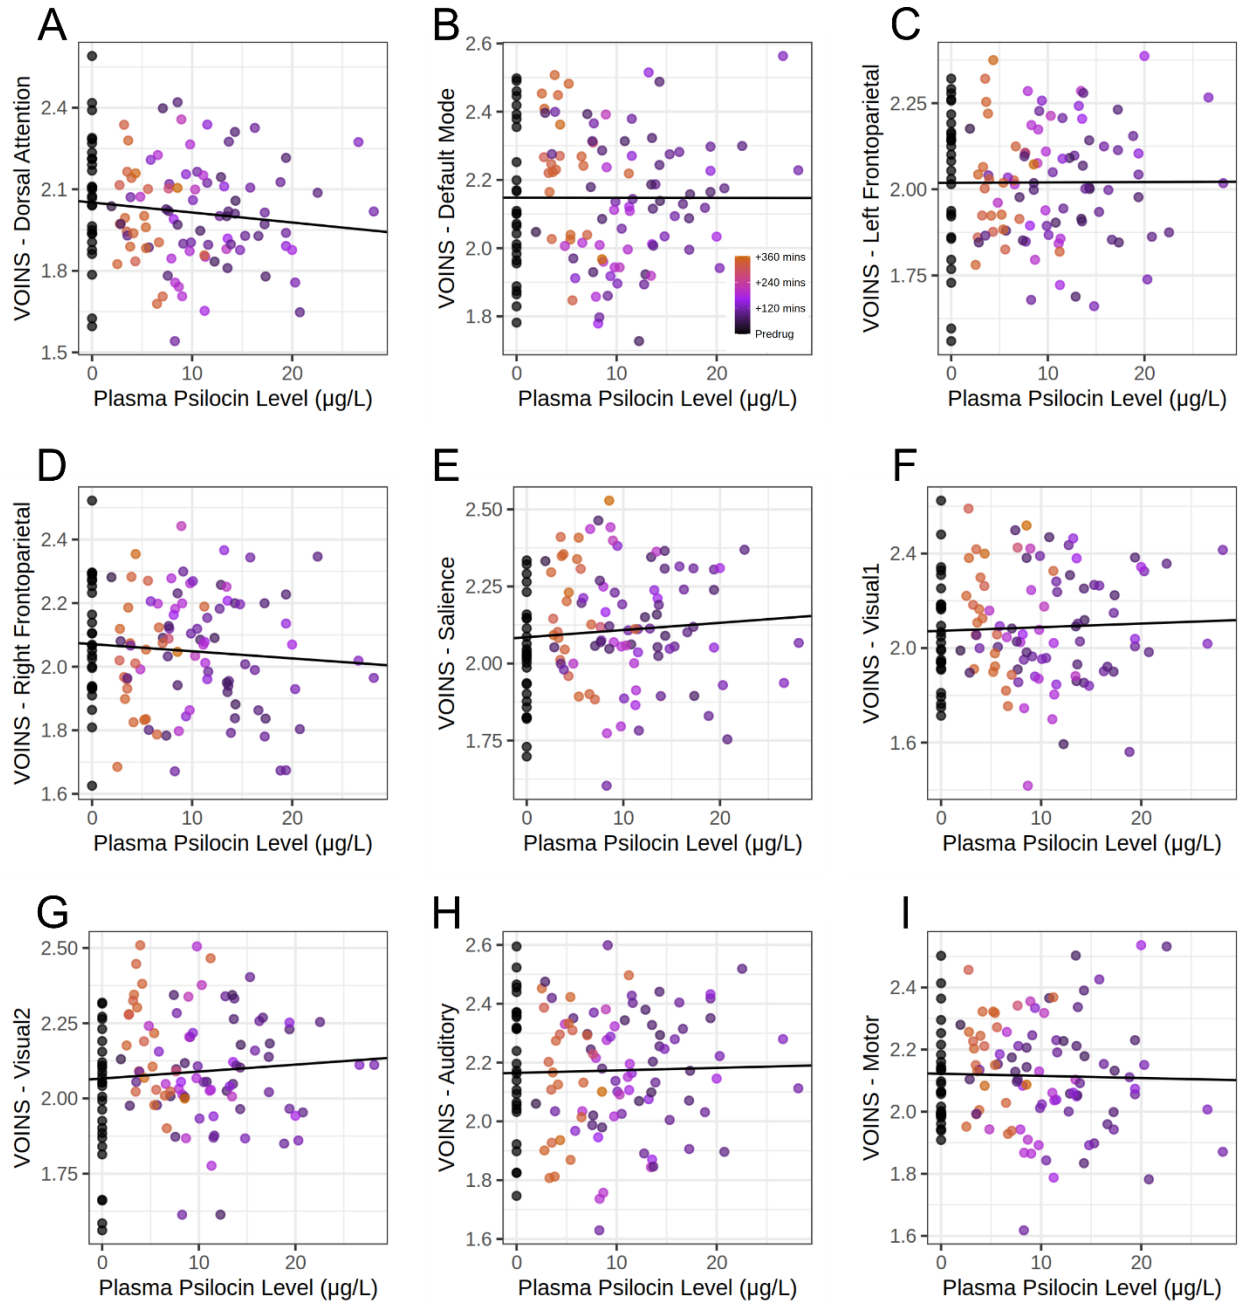 A
VOINS - Dorsal Attention
2.4
2.1
1.8
1.5
0 10 20
Plasma Psilocin Level (µg/L)
B
VOINS - Default Mode
2.6
2.4
2.2
2.0
1.8
+360 mins
+240 mins
+120 mins
Predrug
0 10 20
Plasma Psilocin Level (µg/L)
C
VOINS - Left Frontoparietal
2.25
2.00
1.75
0 10 20
Plasma Psilocin Level (µg/L)
D
VOINS - Right Frontoparietal
2.4
2.2
2.0
1.8
1.6
0 10 20
Plasma Psilocin Level (µg/L)
E
VOINS - Salience
2.50
2.25
2.00
1.75
0 10 20
Plasma Psilocin Level (µg/L)
F
VOINS - Visual1
2.4
2.0
1.6
0 10 20
Plasma Psilocin Level (µg/L)
G
VOINS - Visual2
2.50
2.25
2.00
1.75
0 10 20
Plasma Psilocin Level (µg/L)
H
VOINS - Auditory
2.6
2.4
2.2
2.0
1.8
1.6
0 10 20
Plasma Psilocin Level (µg/L)
I
VOINS - Motor
2.4
2.2
2.0
1.8
1.6
0 10 20
Plasma Psilocin Level (µg/L)